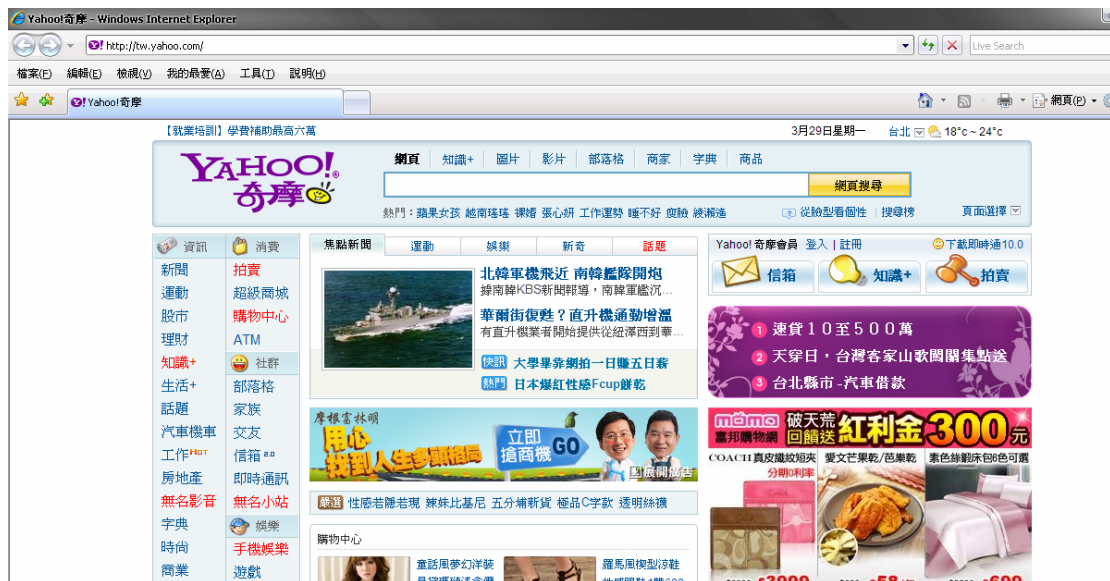 Yahoo!奇摩 - Windows Internet Explorer
http://tw.yahoo.com/
Live Search
檔案(F) 編輯(E) 檢視(V) 我的最愛(A) 工具(T) 說明(H)
Yahoo!奇摩
網頁(P)
【就業培訓】學費補助最高六萬
3月29日星期一 台北 18°c ~ 24°c
YAHOO!奇摩
網頁 知識+ 圖片 影片 部落格 商家 字典 商品
網頁搜尋
熱門：蘋果女孩 越南瑤瑤 裸婚 張心妍 工作運勢 睡不好 瘦臉 綾瀨遙
從臉型看個性 搜尋榜 頁面選擇
資訊
新聞
運動
股市
理財
知識+
生活+
話題
汽車機車
工作HOT
房地產
無名影音
字典
時尚
商業
消費
拍賣
超級商城
購物中心
ATM
社群
部落格
家族
交友
信箱2.0
即時通訊
無名小站
娛樂
手機娛樂
遊戲
焦點新聞 運動 娛樂 新奇 話題
北韓軍機飛近 南韓艦隊開炮
據南韓KBS新聞報導，南韓軍艦沉...
華爾街復甦？直升機通勤增溫
有直升機業者開始提供從紐澤西到華...
快訊 大學畢靠網拍一日賺五日薪
熱門 日本爆紅性感Fcup餅乾
摩根富林明
用心
找到人生多頭格局
立即
搶商機
GO
展開廣告
嚴選 性感若隱若現 辣妹比基尼 五分埔新貨 極品C字款 透明絲襪
購物中心
童話風夢幻洋裝
羅馬風楔型涼鞋
Yahoo!奇摩會員 登入 | 註冊
下載即時通10.0
信箱
知識+
拍賣
1 速貸１０至５００萬
2 天穿日，台灣客家山歌闖關集點送
3 台北縣市-汽車借款
momo
富邦購物網
破天荒
回饋送
紅利金300元
COACH真皮織紋短夾
分期0利率
愛文芒果乾/芭樂乾
素色絲緞床包6色可選
$3999
$58
$699